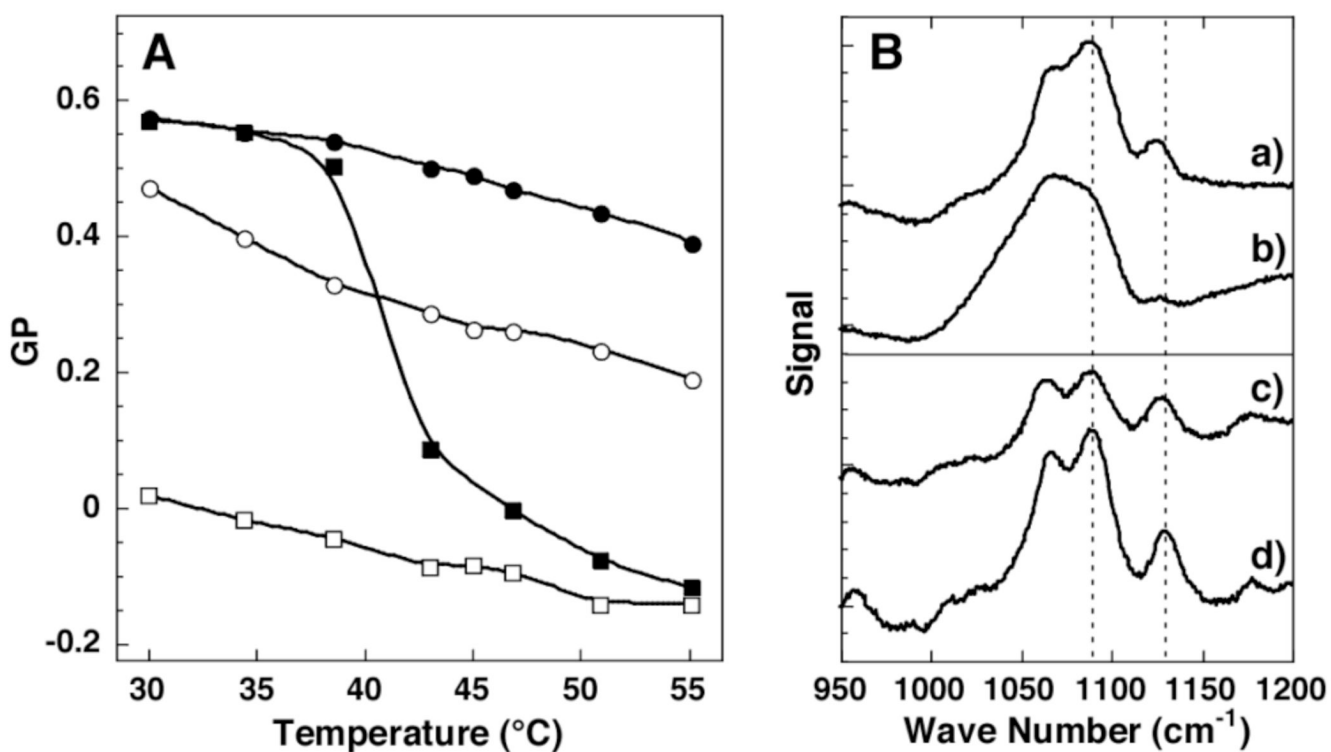 A
GP
0.6
0.4
0.2
0
-0.2
30 35 40 45 50 55
Temperature (°C)
B
Signal
a)
b)
c)
d)
950 1000 1050 1100 1150 1200
Wave Number (cm-1)